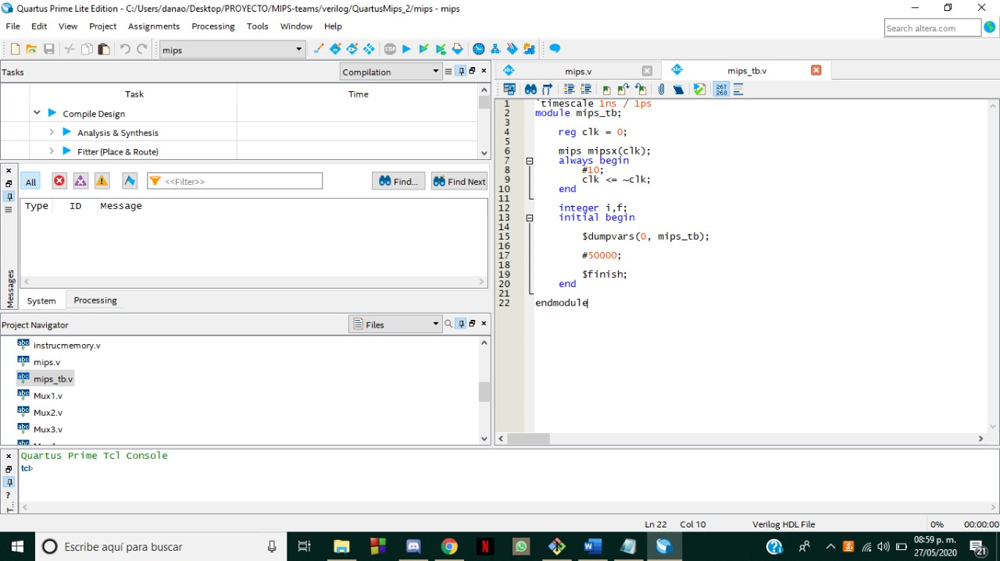 Quartus Prime Lite Edition - C:/Users/danao/Desktop/PROYECTO/MIPS-teams/verilog/QuartusMips_2/mips - mips
File Edit View Project Assignments Processing Tools Window Help
Search altera.com
mips
Tasks
Compilation
Task Time
Compile Design
Analysis & Synthesis
Fitter (Place & Route)
All
<<Filter>>
Find...
Find Next
Type ID Message
Messages
System Processing
Project Navigator
Files
instrucmemory.v
mips.v
mips_tb.v
Mux1.v
Mux2.v
Mux3.v
mips.v
mips_tb.v
267
268
1 `timescale 1ns / 1ps
2 module mips_tb;
3
4 reg clk = 0;
5
6 mips mipsx(clk);
7 always begin
8 #10;
9 clk <= ~clk;
10 end
11
12 integer i,f;
13 initial begin
14
15 $dumpvars(0, mips_tb);
16
17 #50000;
18
19 $finish;
20 end
21
22 endmodule
Quartus Prime Tcl Console
tcl>
Ln 22 Col 10 Verilog HDL File 0% 00:00:00
Escribe aquí para buscar
08:59 p. m.
27/05/2020
21